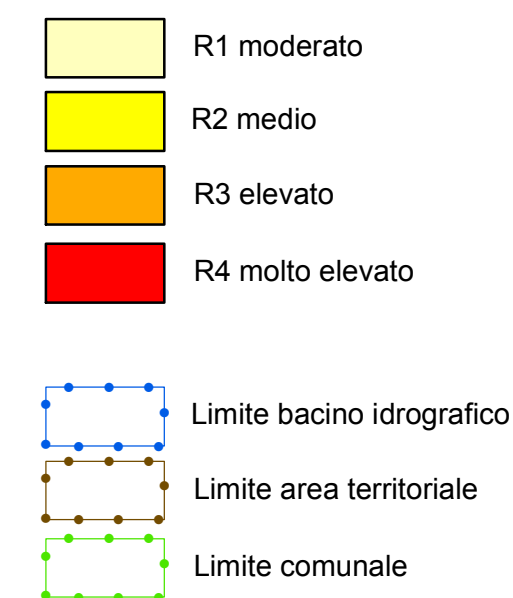 R1 moderato
R2 medio
R3 elevato
R4 molto elevato
Limite bacino idrografico
Limite area territoriale
Limite comunale